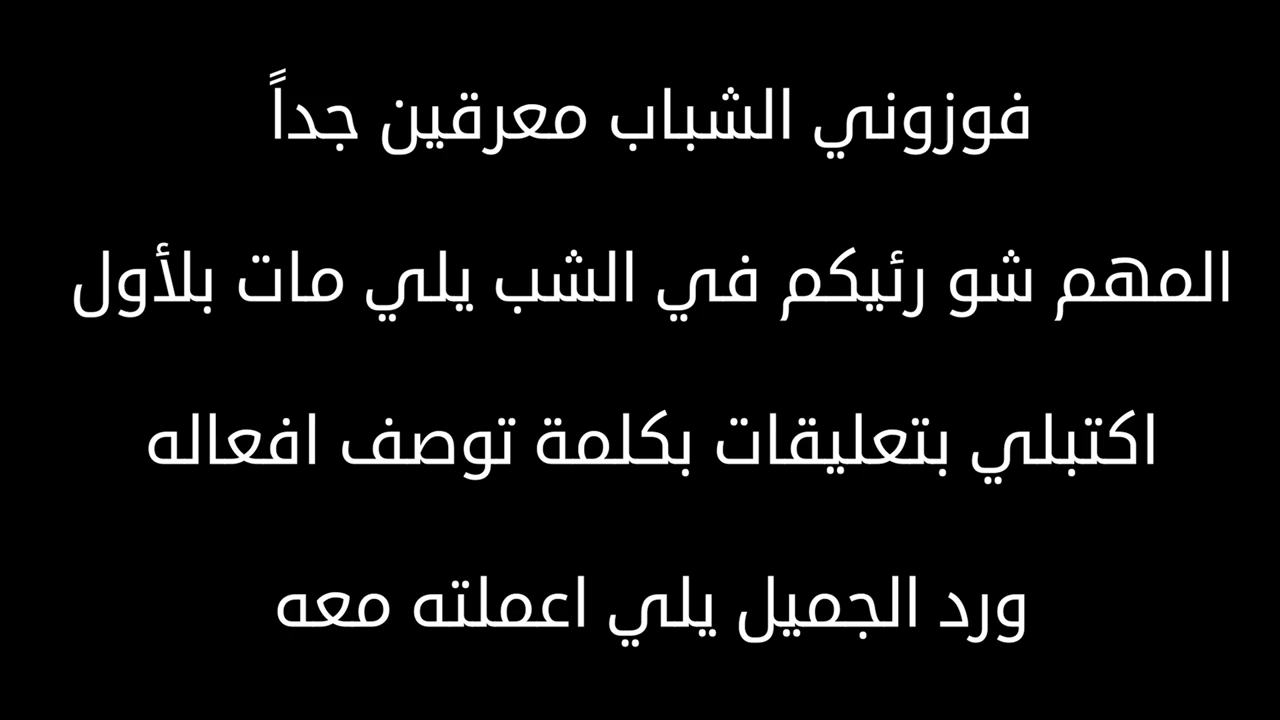 فوزوني الشباب معرقين جداً
المهم شو رئيكم في الشب يلي مات بلأول
اكتبلي بتعليقات بكلمة توصف افعاله
ورد الجميل يلي اعملته معه